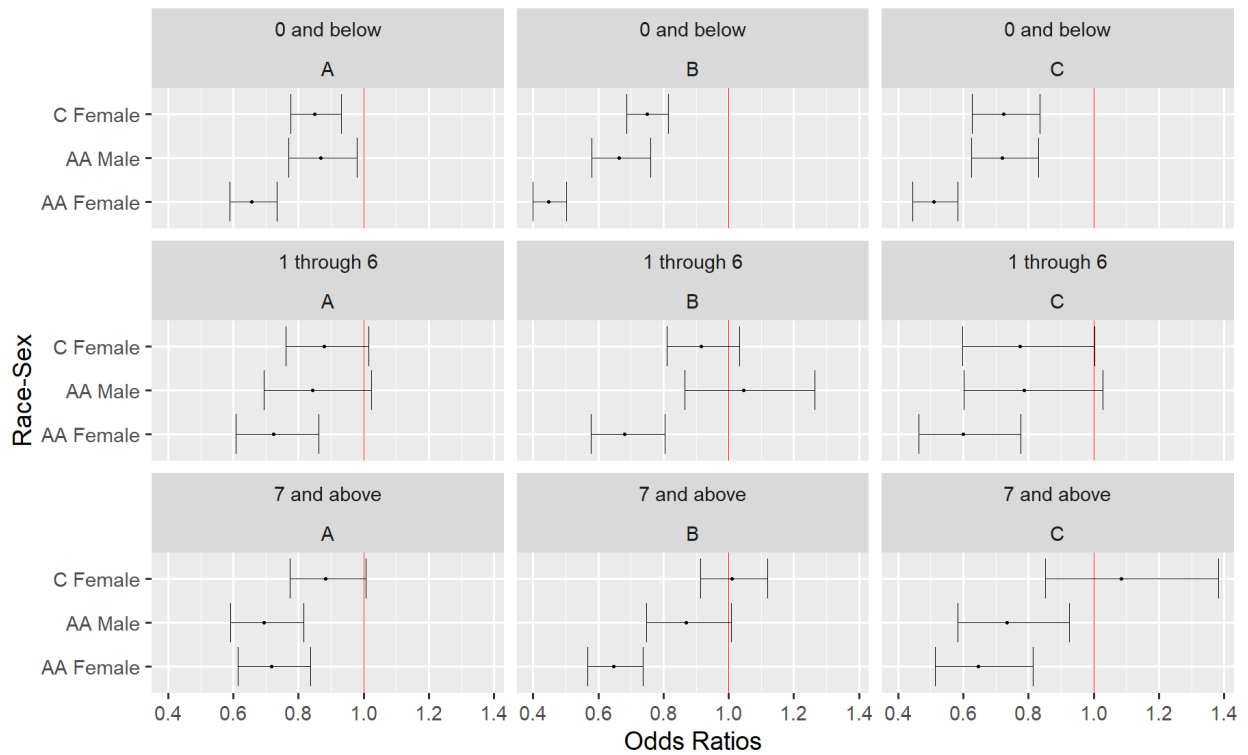 0 and below
0 and below
0 and below
A
B
C
C Female
AA Male
AA Female
1 through 6
1 through 6
1 through 6
A
B
C
Race-Sex
C Female
AA Male
AA Female
7 and above
7 and above
7 and above
A
B
C
C Female
AA Male
AA Female
0.4 0.6 0.8 1.0 1.2 1.4 0.4 0.6 0.8 1.0 1.2 1.4 0.4 0.6 0.8 1.0 1.2 1.4
Odds Ratios